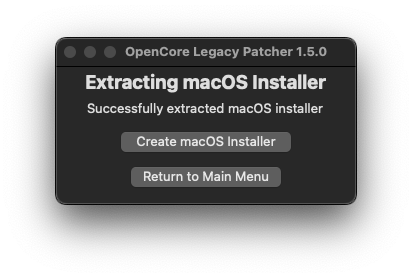 OpenCore Legacy Patcher 1.5.0
Extracting macOS Installer
Successfully extracted macOS installer
Create macOS Installer
Return to Main Menu